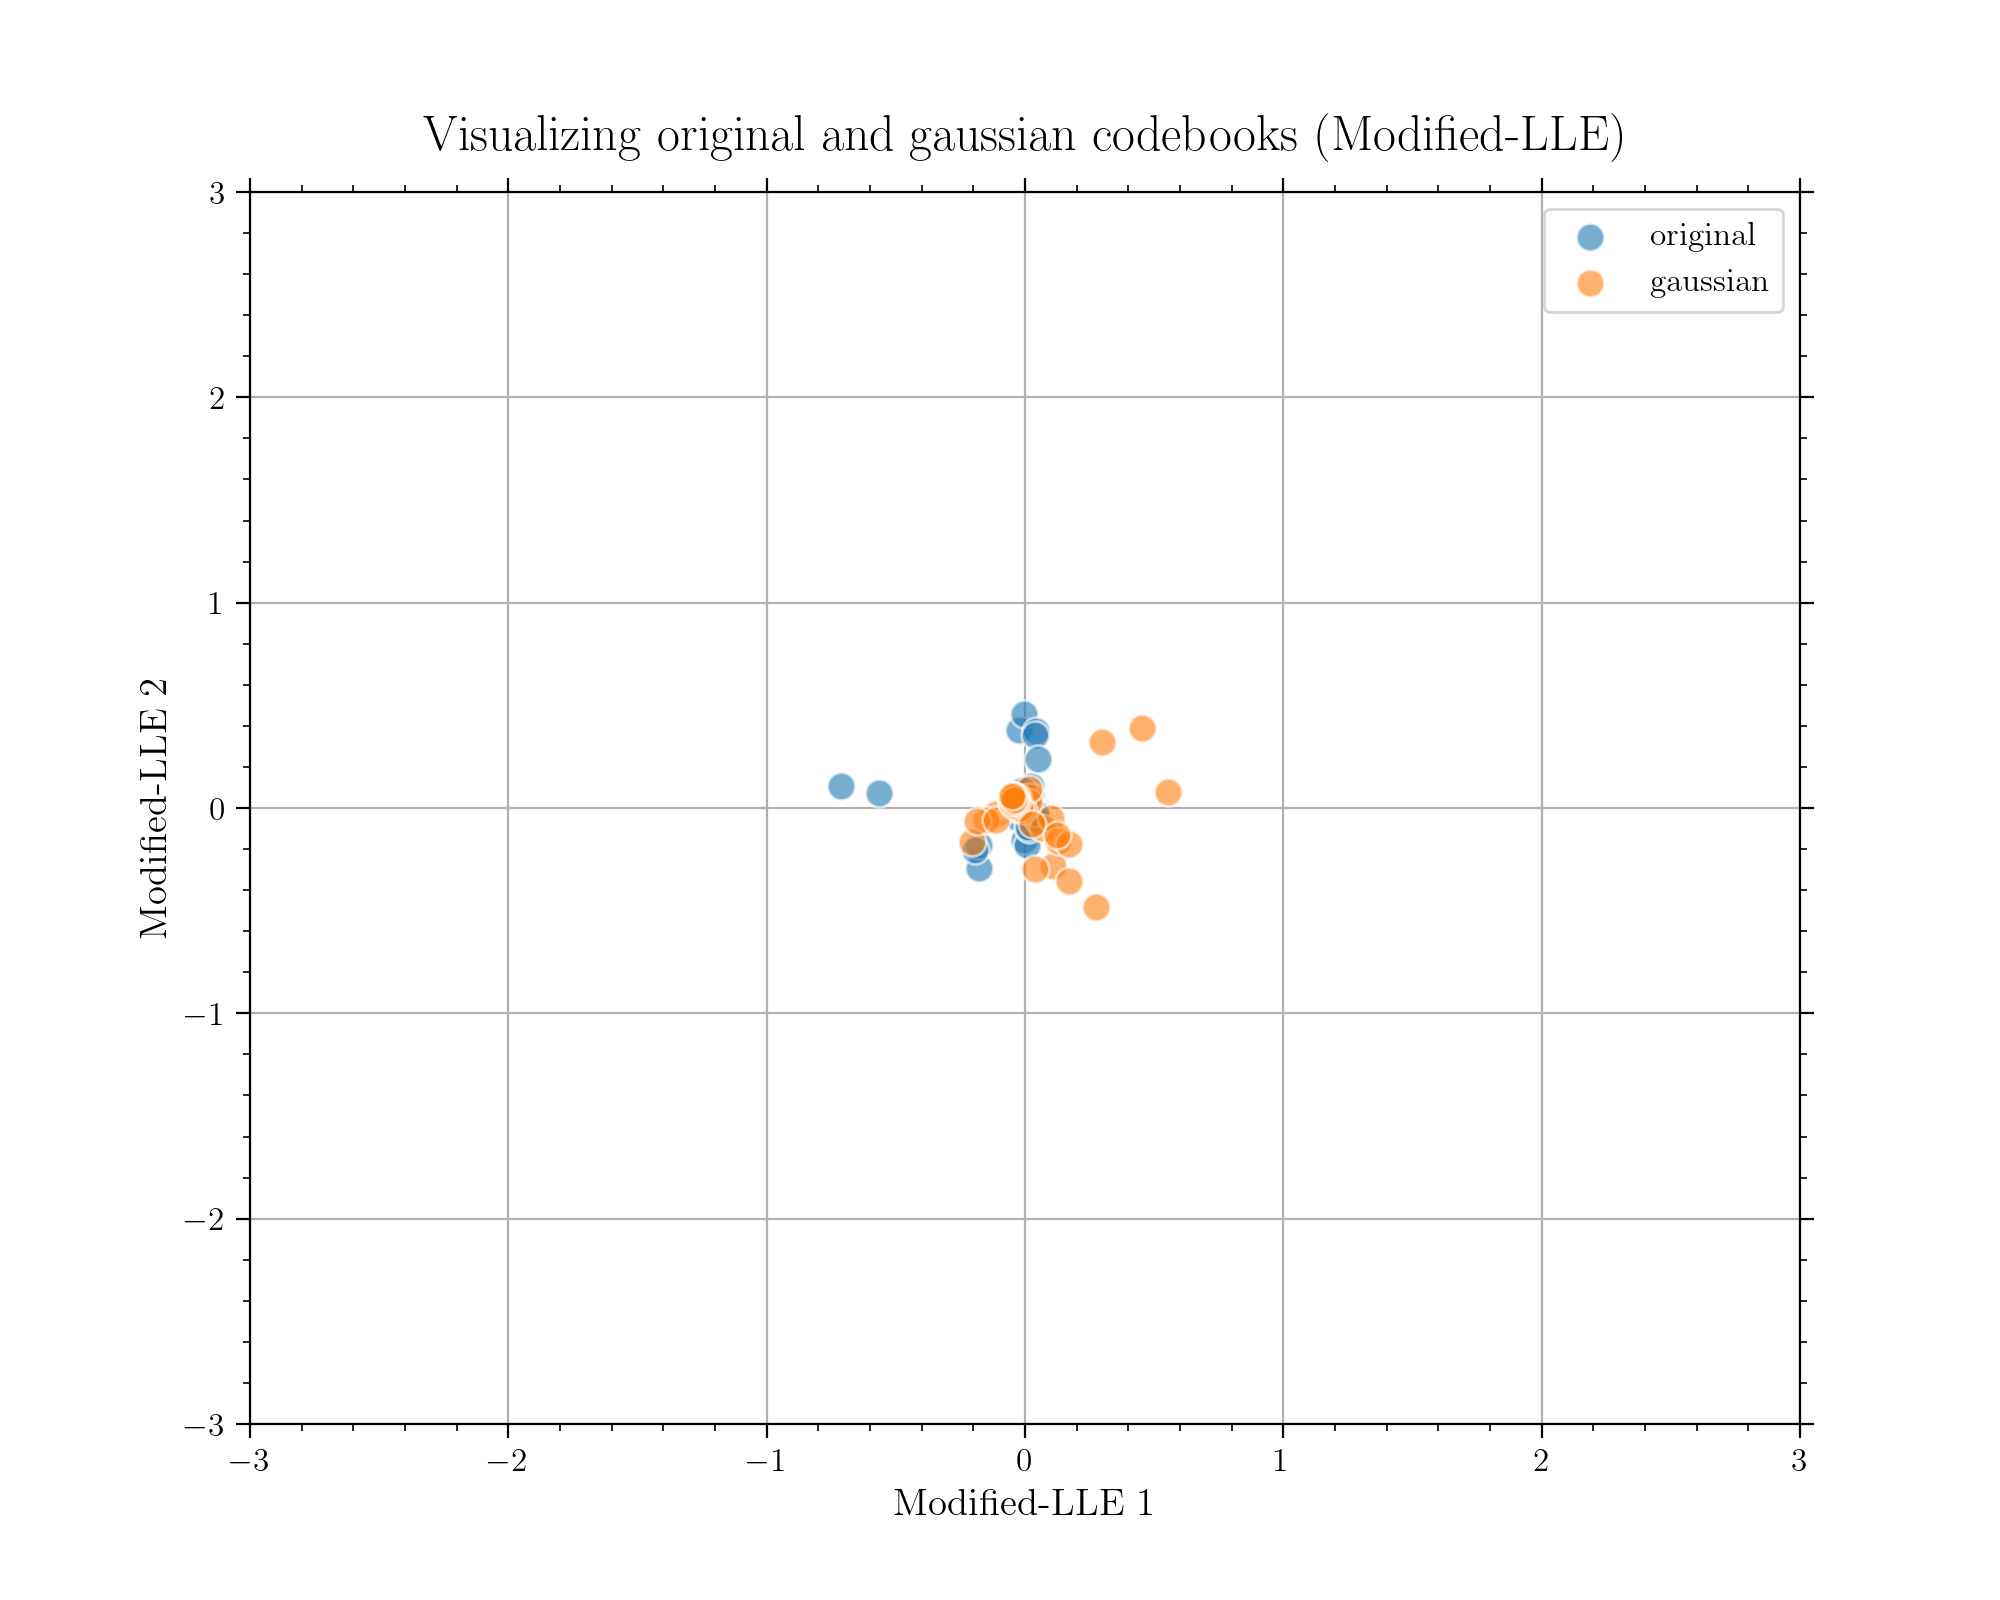 Visualizing original and gaussian codebooks (Modified-LLE)
original
gaussian
3
2
1
0
−1
−2
−3
Modified-LLE 2
−3 −2 −1 0 1 2 3
Modified-LLE 1